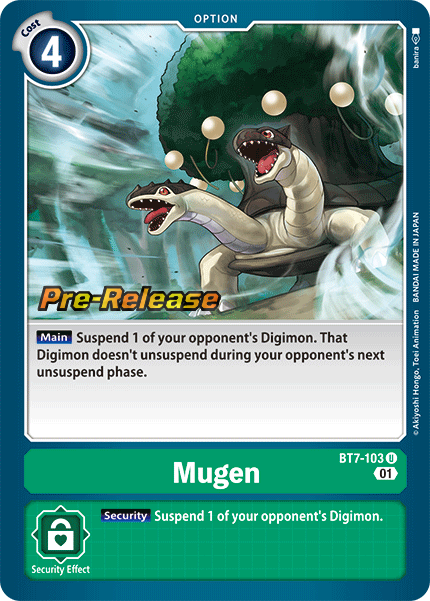 OPTION
Cost
4
banira
Pre-Release
© Akiyoshi Hongo, Toei Animation BANDAI MADE IN JAPAN
Main Suspend 1 of your opponent's Digimon. That
Digimon doesn't unsuspend during your opponent's next
unsuspend phase.
BT7-103 U
Mugen
01
Security Suspend 1 of your opponent's Digimon.
Security Effect